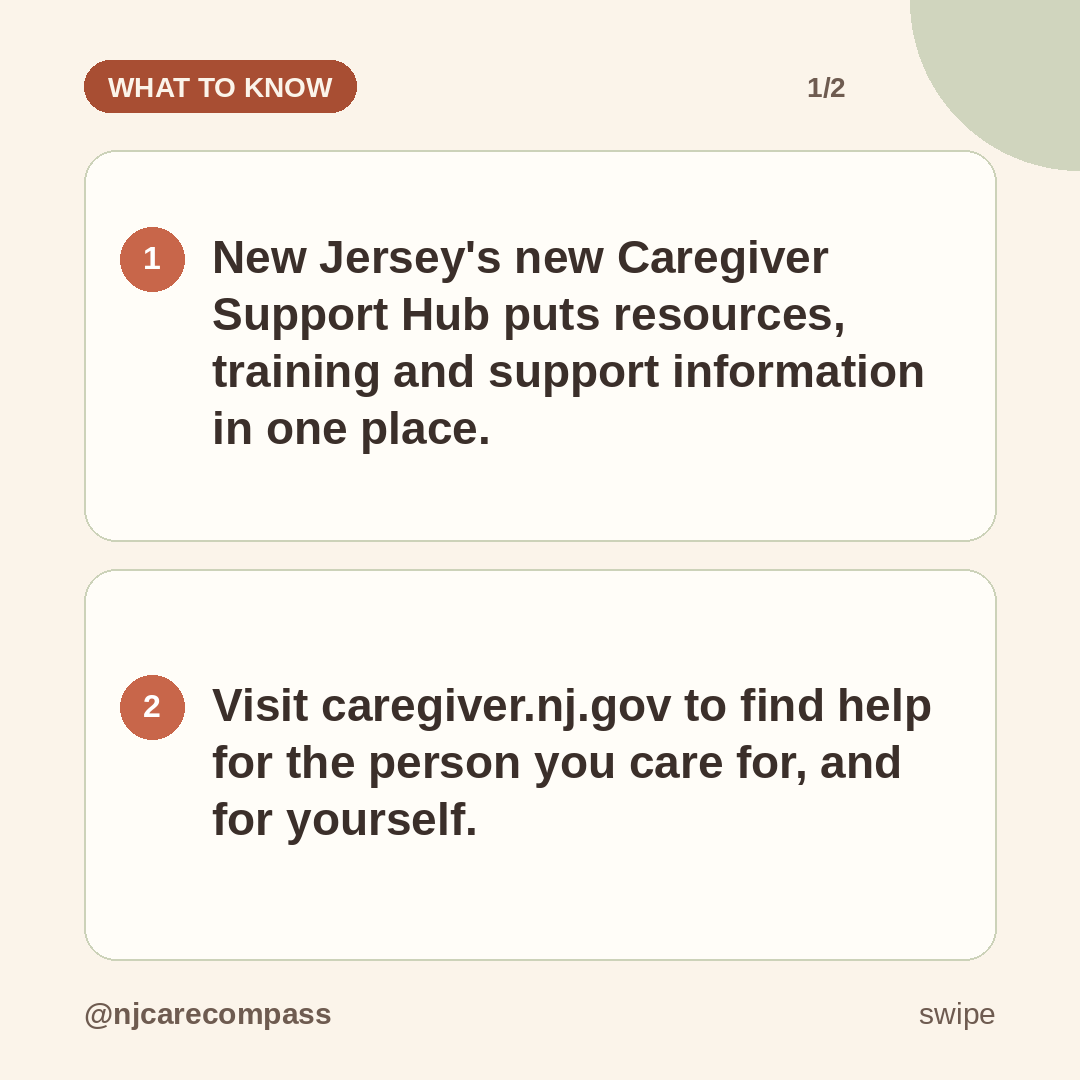 WHAT TO KNOW
1/2
1
New Jersey's new Caregiver
Support Hub puts resources,
training and support information
in one place.
2
Visit caregiver.nj.gov to find help
for the person you care for, and
for yourself.
@njcarecompass
swipe